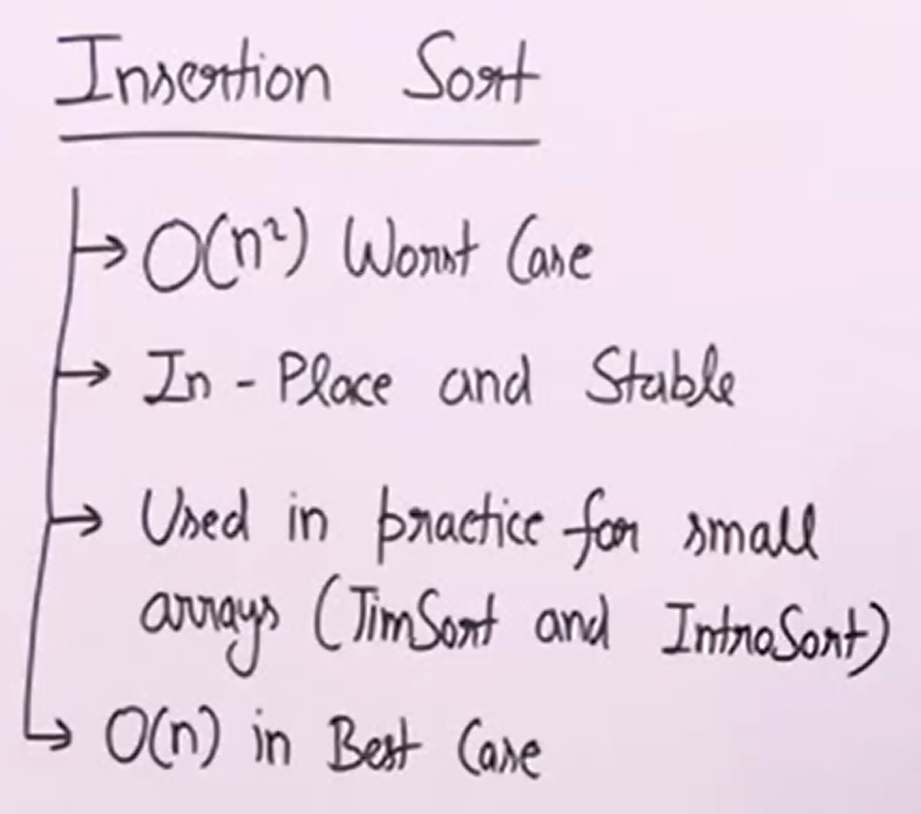 Insertion Sort
→ O(n²) Worst Case
→ In - Place and Stable
→ Used in practice for small
arrays (TimSort and IntroSort)
→ O(n) in Best Case